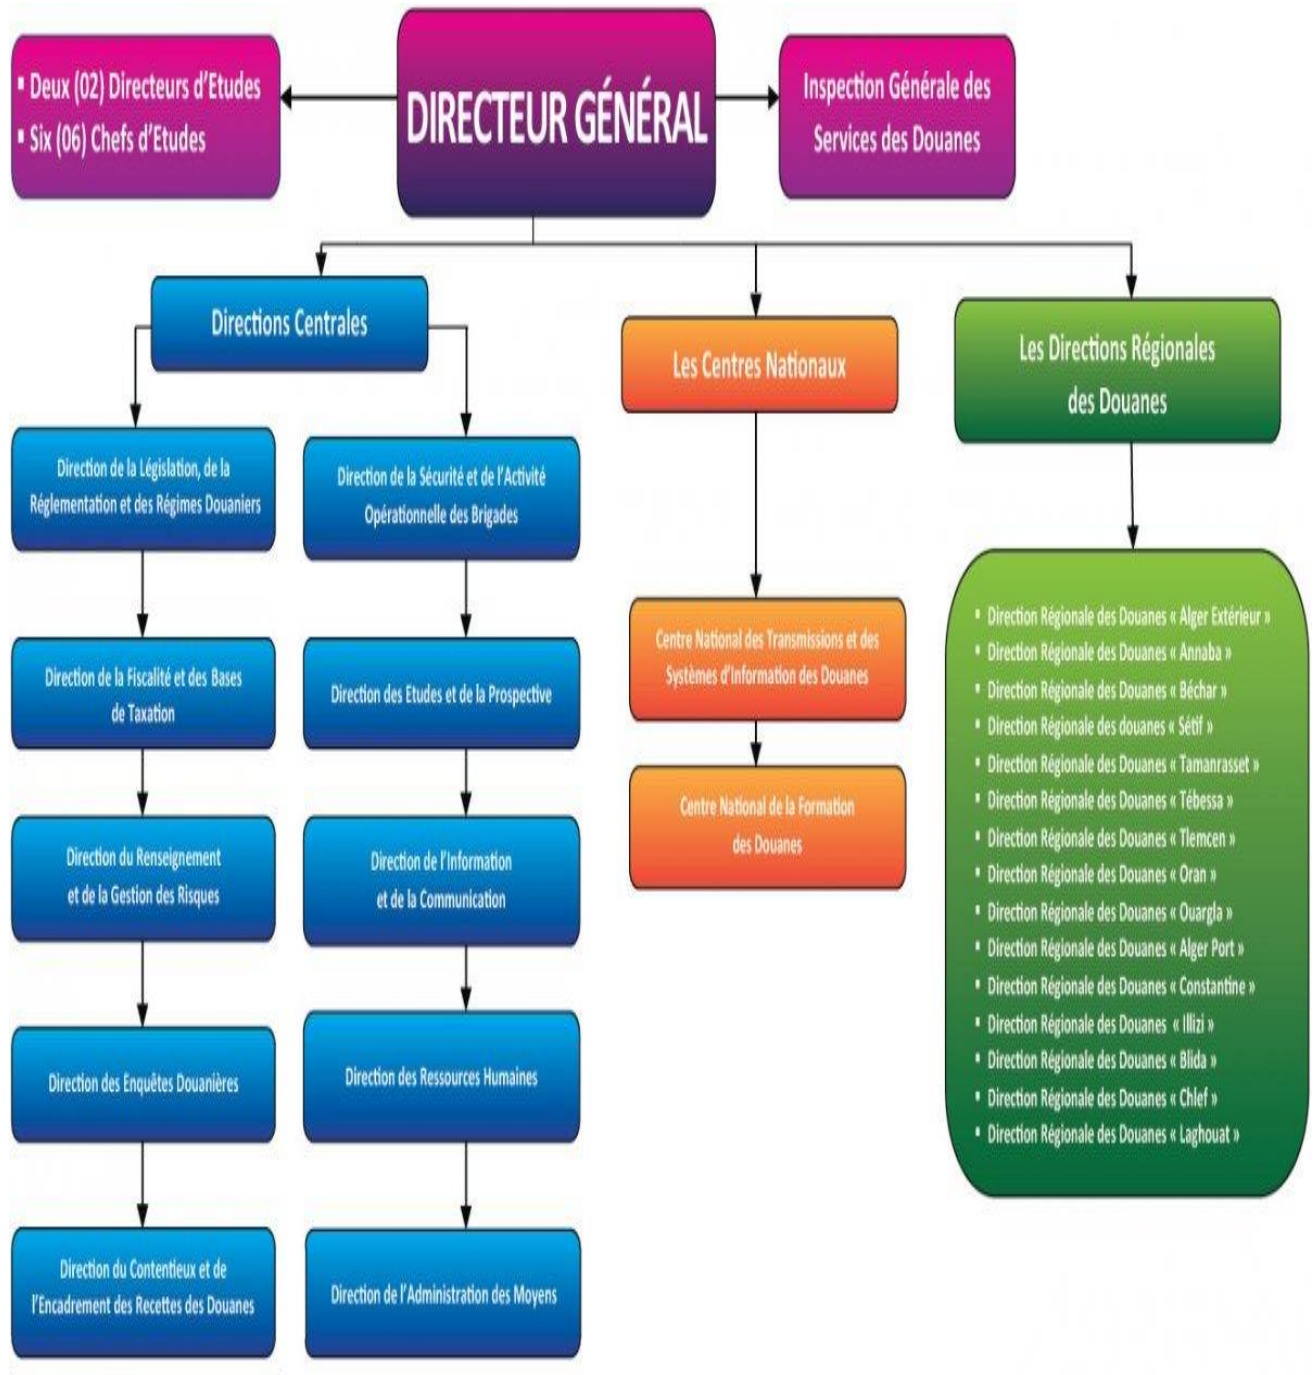 ▪ Deux (02) Directeurs d'Etudes
▪ Six (06) Chefs d'Etudes
DIRECTEUR GÉNÉRAL
Inspection Générale des
Services des Douanes
Directions Centrales
Les Centres Nationaux
Les Directions Régionales
des Douanes
Direction de la Législation, de la
Réglementation et des Régimes Douaniers
Direction de la Fiscalité et des Bases
de Taxation
Direction du Renseignement
et de la Gestion des Risques
Direction des Enquêtes Douanières
Direction du Contentieux et de
l'Encadrement des Recettes des Douanes
Direction de la Sécurité et de l'Activité
Opérationnelle des Brigades
Direction des Etudes et de la Prospective
Direction de l'Information
et de la Communication
Direction des Ressources Humaines
Direction de l'Administration des Moyens
Centre National des Transmissions et des
Systèmes d'Information des Douanes
Centre National de la Formation
des Douanes
▪ Direction Régionale des Douanes « Alger Extérieur »
▪ Direction Régionale des Douanes « Annaba »
▪ Direction Régionale des Douanes « Béchar »
▪ Direction Régionale des douanes « Sétif »
▪ Direction Régionale des Douanes « Tamanrasset »
▪ Direction Régionale des Douanes « Tébessa »
▪ Direction Régionale des Douanes « Tlemcen »
▪ Direction Régionale des Douanes « Oran »
▪ Direction Régionale des Douanes « Ouargla »
▪ Direction Régionale des Douanes « Alger Port »
▪ Direction Régionale des Douanes « Constantine »
▪ Direction Régionale des Douanes « Illizi »
▪ Direction Régionale des Douanes « Blida »
▪ Direction Régionale des Douanes « Chlef »
▪ Direction Régionale des Douanes « Laghouat »